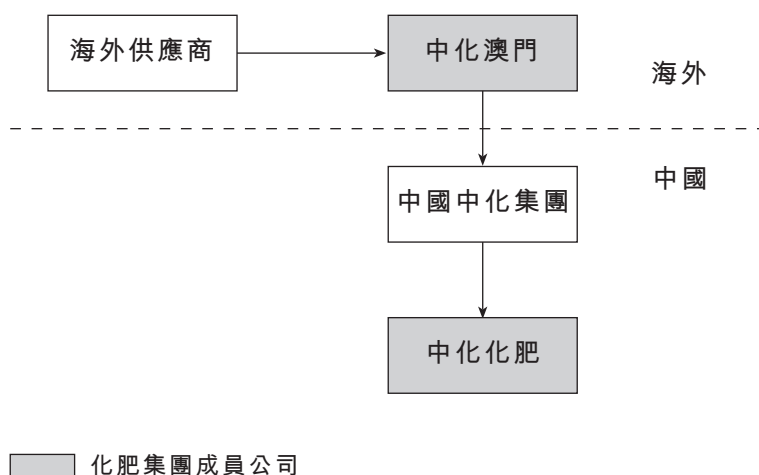 海外供應商
中化澳門
海外
中國
中國中化集團
中化化肥
化肥集團成員公司